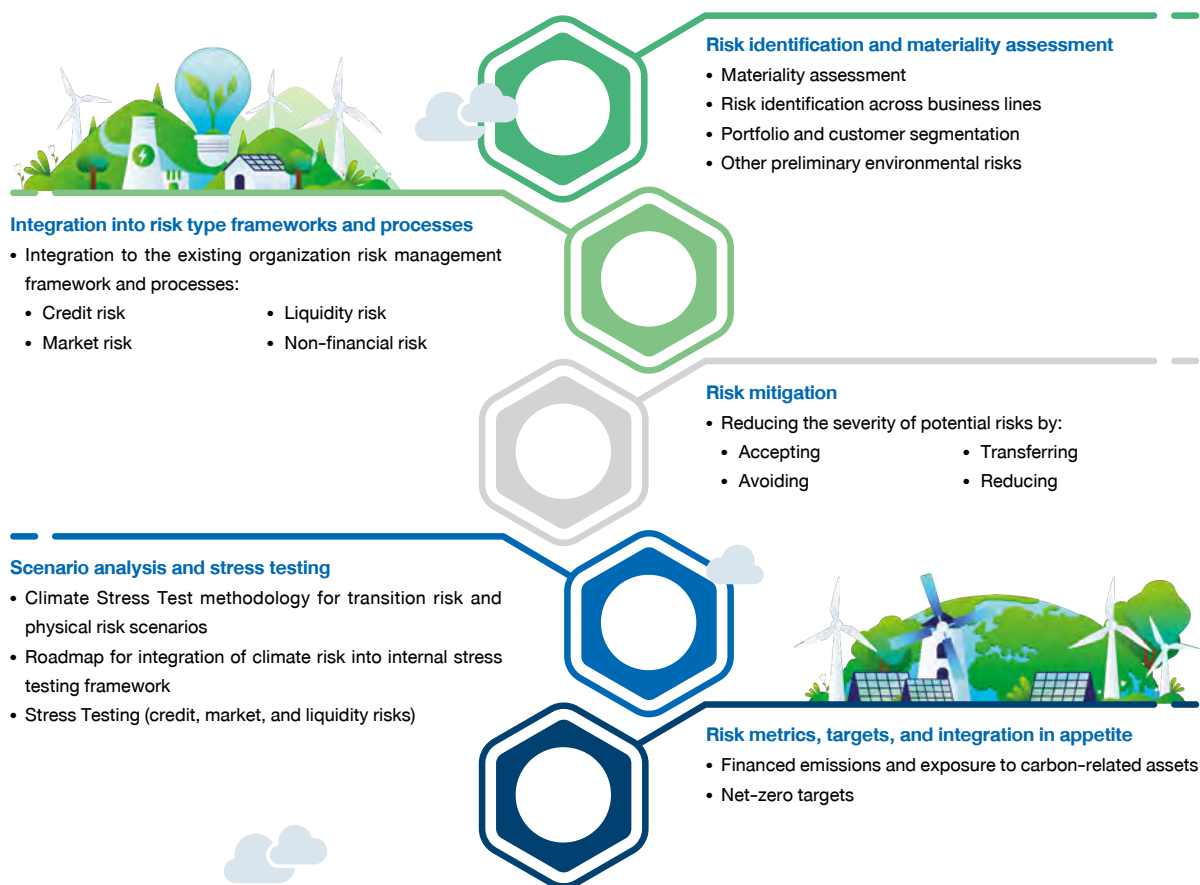 Risk identification and materiality assessment
• Materiality assessment
• Risk identification across business lines
• Portfolio and customer segmentation
• Other preliminary environmental risks
Integration into risk type frameworks and processes
• Integration to the existing organization risk management
framework and processes:
• Credit risk
• Market risk
• Liquidity risk
• Non-financial risk
Risk mitigation
• Reducing the severity of potential risks by:
• Accepting
• Avoiding
• Transferring
• Reducing
Scenario analysis and stress testing
• Climate Stress Test methodology for transition risk and
physical risk scenarios
• Roadmap for integration of climate risk into internal stress
testing framework
• Stress Testing (credit, market, and liquidity risks)
Risk metrics, targets, and integration in appetite
• Financed emissions and exposure to carbon-related assets
• Net-zero targets